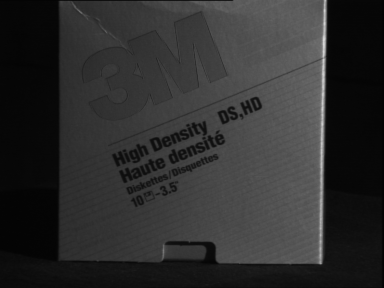 3M
High Density DS,HD
Haute densité
Diskettes/Disquettes
10 -3.5"